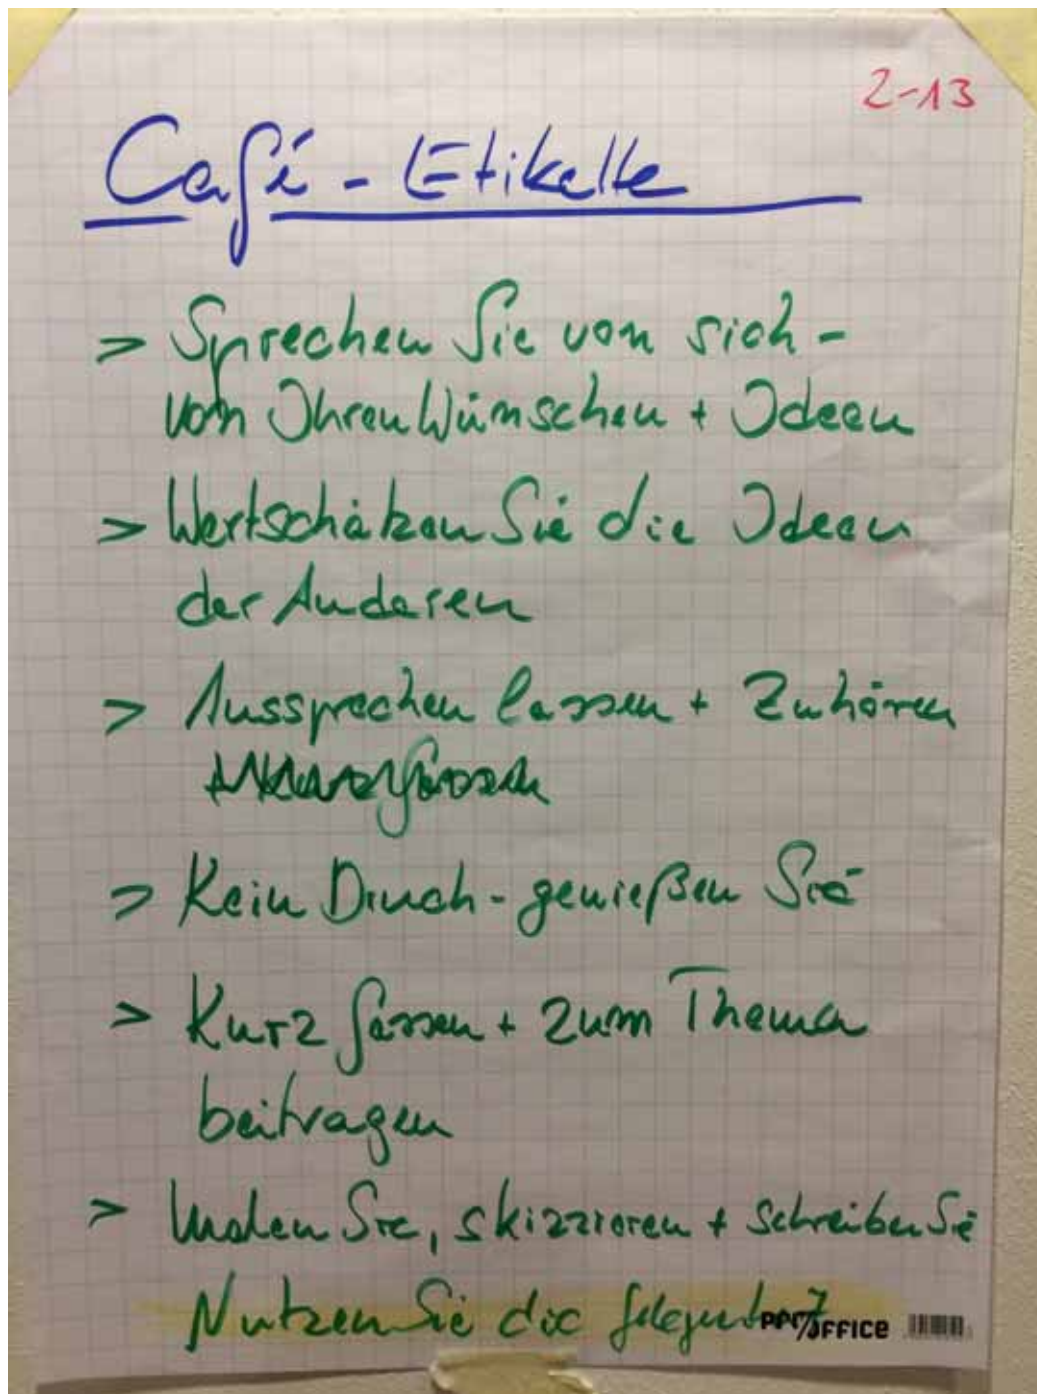 2-13
Café - Etikette
> Sprechen Sie von sich -
von Ihren Wünschen + Ideen
> Wertschätzen Sie die Ideen
der Anderen
> Aussprechen lassen + Zuhören
> Kein Druck - genießen Sie
> Kurz fassen + zum Thema
beitragen
> Malen Sie, skizzieren + schreiben Sie
Nutzen Sie die Gelegenheit
OFFICE